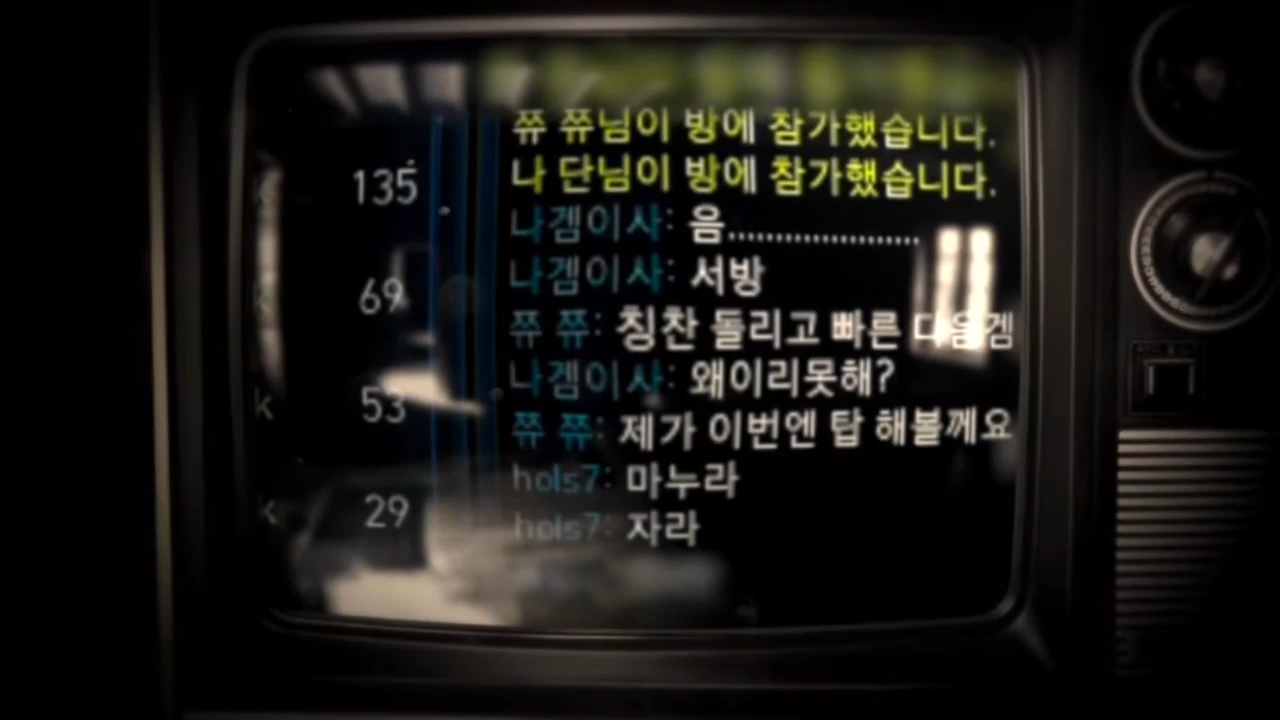 쮸 쮸님이 방에 참가했습니다.
나 단님이 방에 참가했습니다.
135
나겜이사: 음...................
나겜이사: 서방
69
쮸 쮸: 칭찬 돌리고 빠른 다음겜
나겜이사: 왜이리못해?
k 53
쮸 쮸: 제가 이번엔 탑 해볼께요
hols7: 마누라
k 29
hols7: 자라